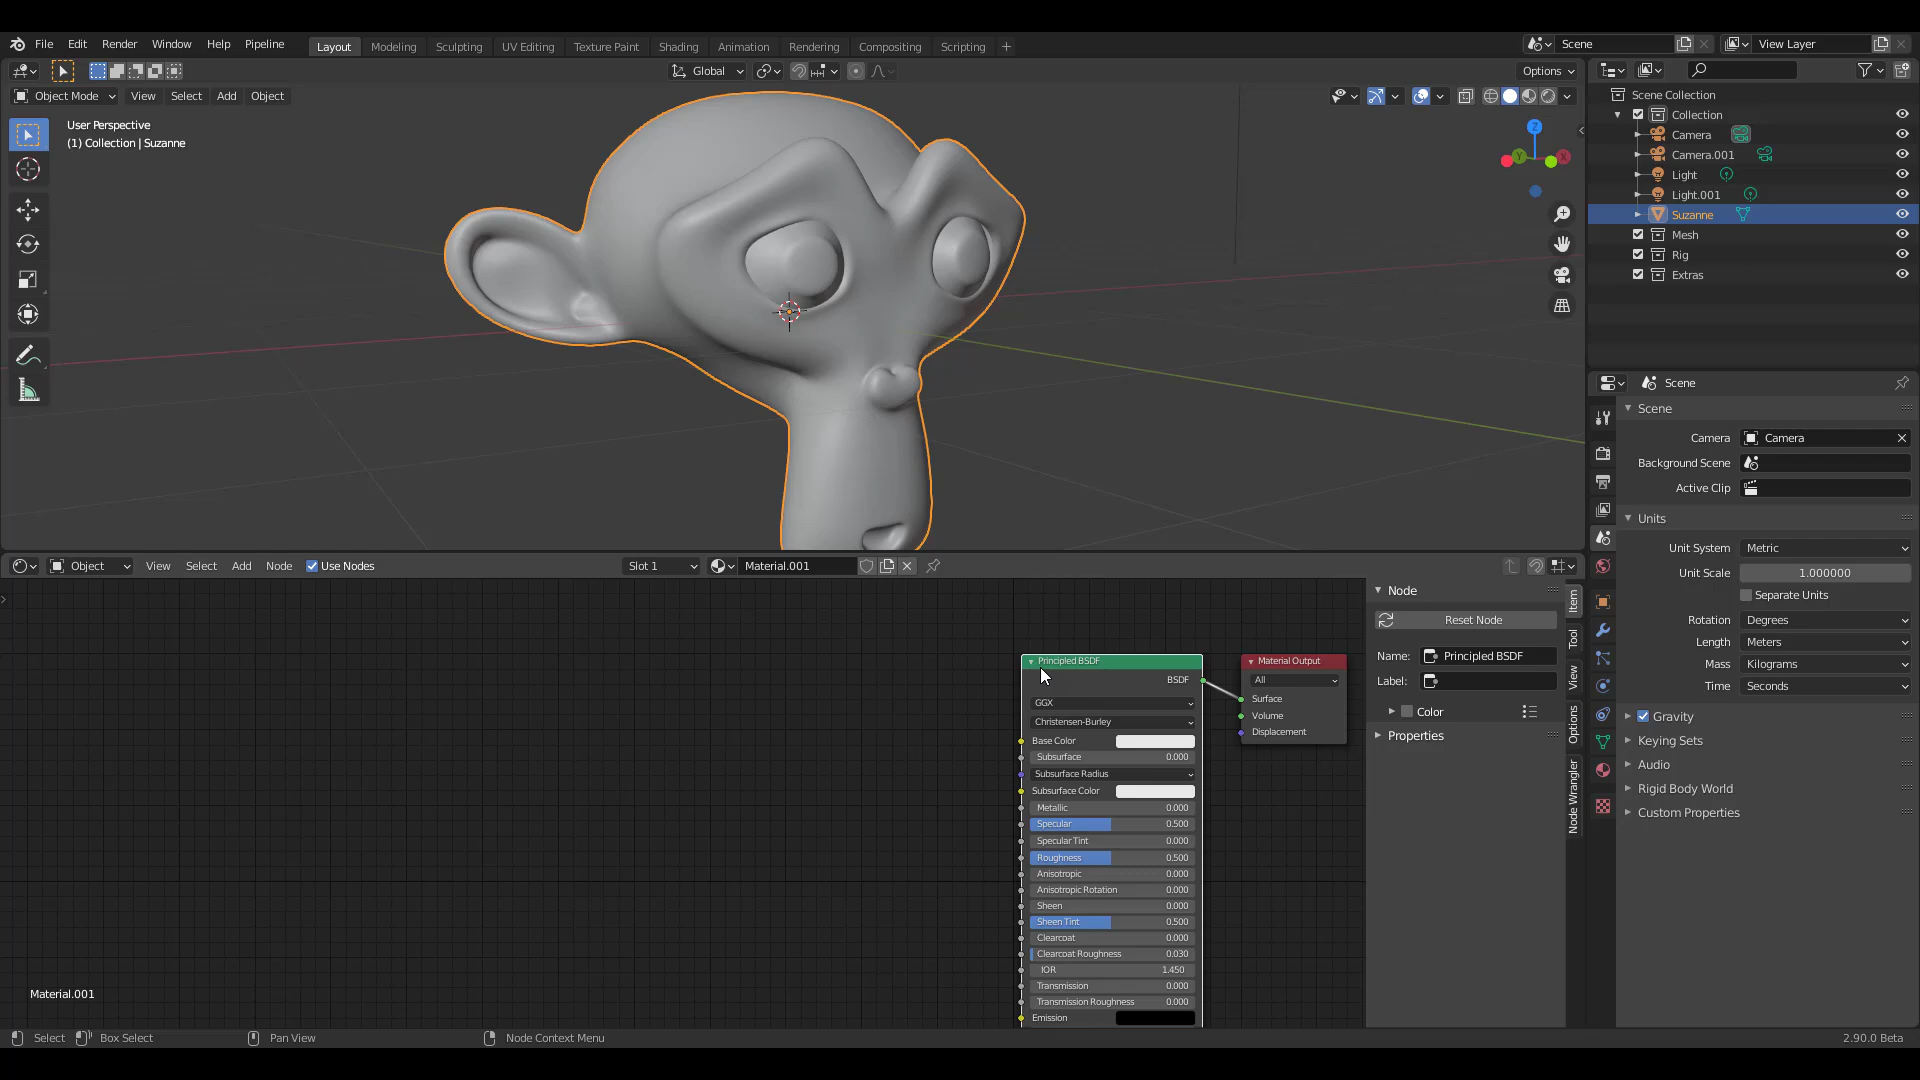 File Edit Render Window Help Pipeline Layout Modeling Sculpting UV Editing Texture Paint Shading Animation Rendering Compositing Scripting + Scene View Layer
Global Options
Object Mode View Select Add Object
User Perspective
(1) Collection | Suzanne
Z
Y
X
Scene Collection
Collection
Camera
Camera.001
Light
Light.001
Suzanne
Mesh
Rig
Extras
Scene
Scene
Camera Camera
Background Scene
Active Clip
Units
Unit System Metric
Unit Scale 1.000000
Separate Units
Rotation Degrees
Length Meters
Mass Kilograms
Time Seconds
Gravity
Keying Sets
Audio
Rigid Body World
Custom Properties
Object View Select Add Node Use Nodes Slot 1 Material.001
Principled BSDF
BSDF
GGX
Christensen-Burley
Base Color
Subsurface 0.000
Subsurface Radius
Subsurface Color
Metallic 0.000
Specular 0.500
Specular Tint 0.000
Roughness 0.500
Anisotropic 0.000
Anisotropic Rotation 0.000
Sheen 0.000
Sheen Tint 0.500
Clearcoat 0.000
Clearcoat Roughness 0.030
IOR 1.450
Transmission 0.000
Transmission Roughness 0.000
Emission
Material Output
All
Surface
Volume
Displacement
Node
Reset Node
Name: Principled BSDF
Label:
Color
Properties
Item
Tool
View
Options
Node Wrangler
Material.001
Select Box Select Pan View Node Context Menu 2.90.0 Beta